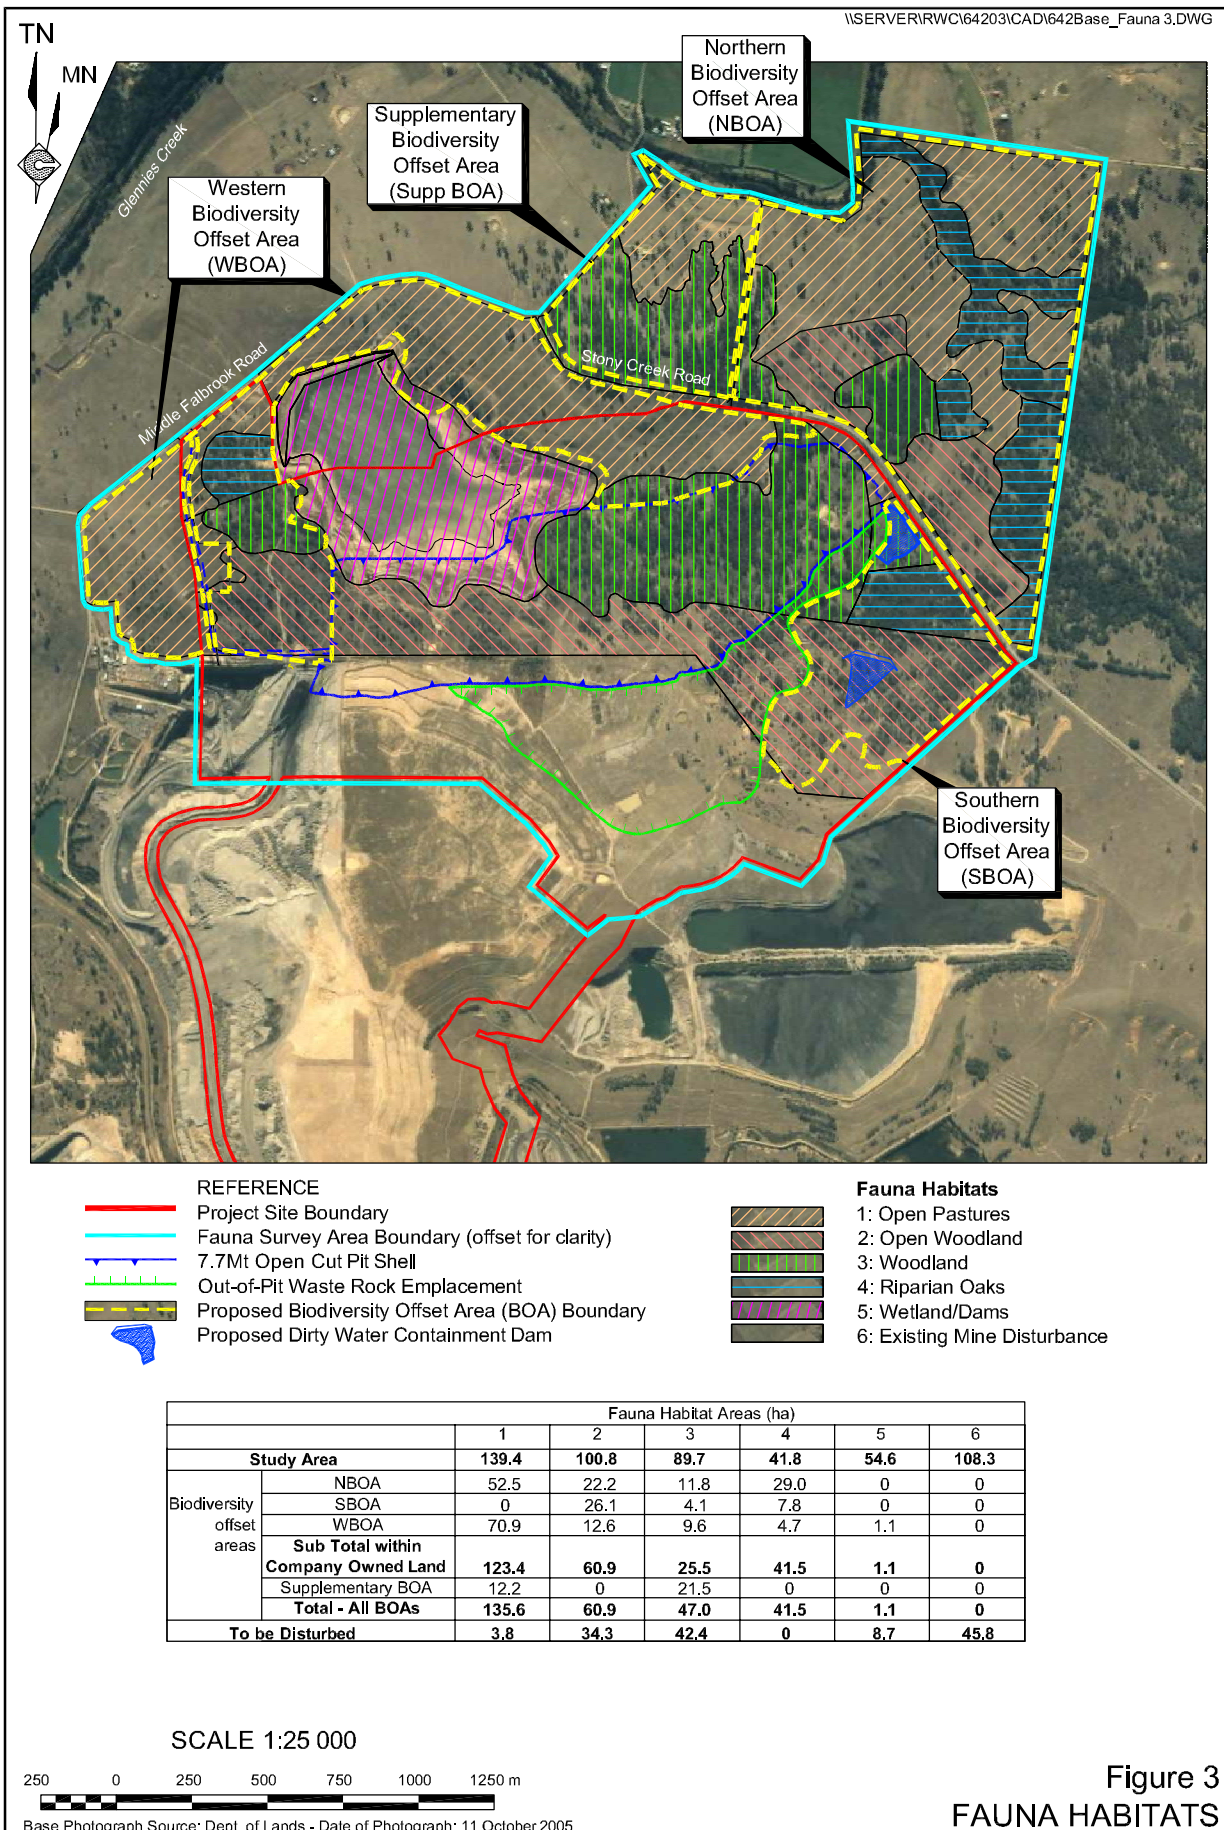 \\SERVER\RWC\64203\CAD\642Base_Fauna 3.DWG
TN
MN
Glennies Creek
Northern
Biodiversity
Offset Area
(NBOA)
Supplementary
Biodiversity
Offset Area
(Supp BOA)
Western
Biodiversity
Offset Area
(WBOA)
Middle Falbrook Road
Stony Creek Road
Southern
Biodiversity
Offset Area
(SBOA)
REFERENCE
Project Site Boundary
Fauna Survey Area Boundary (offset for clarity)
7.7Mt Open Cut Pit Shell
Out-of-Pit Waste Rock Emplacement
Proposed Biodiversity Offset Area (BOA) Boundary
Proposed Dirty Water Containment Dam
Fauna Habitats
1: Open Pastures
2: Open Woodland
3: Woodland
4: Riparian Oaks
5: Wetland/Dams
6: Existing Mine Disturbance
Fauna Habitat Areas (ha)
1 2 3 4 5 6
Study Area 139.4 100.8 89.7 41.8 54.6 108.3
Biodiversity offset areas
NBOA 52.5 22.2 11.8 29.0 0 0
SBOA 0 26.1 4.1 7.8 0 0
WBOA 70.9 12.6 9.6 4.7 1.1 0
Sub Total within
Company Owned Land 123.4 60.9 25.5 41.5 1.1 0
Supplementary BOA 12.2 0 21.5 0 0 0
Total - All BOAs 135.6 60.9 47.0 41.5 1.1 0
To be Disturbed 3.8 34.3 42.4 0 8.7 45.8
SCALE 1:25 000
250 0 250 500 750 1000 1250 m
Base Photograph Source: Dept. of Lands - Date of Photograph: 11 October 2005
Figure 3
FAUNA HABITATS